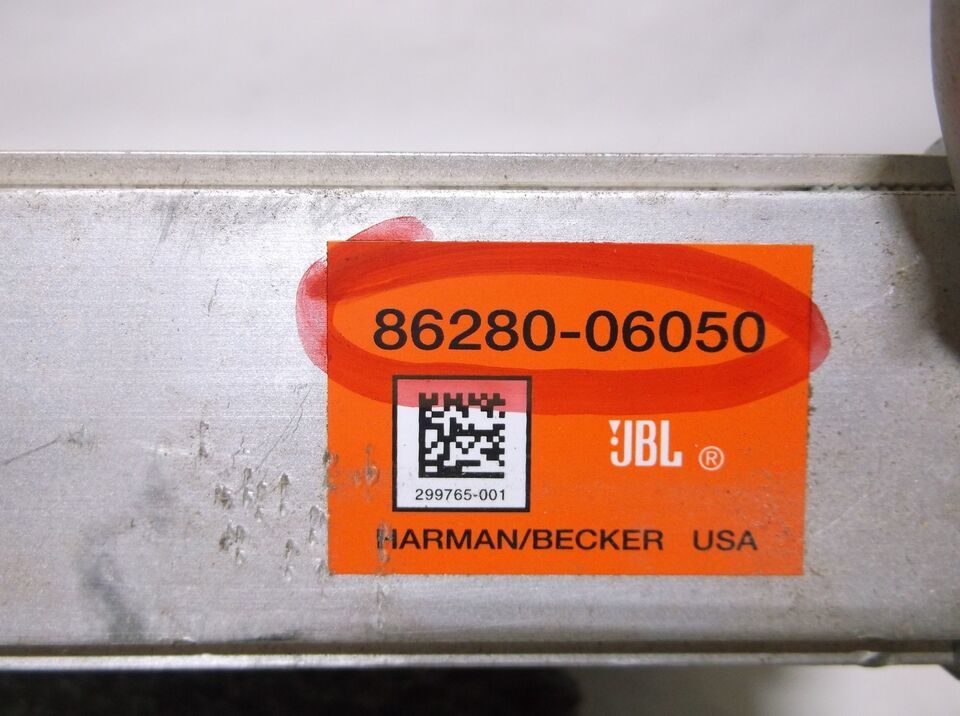 86280-06050
JBL ®
299765-001
HARMAN/BECKER USA